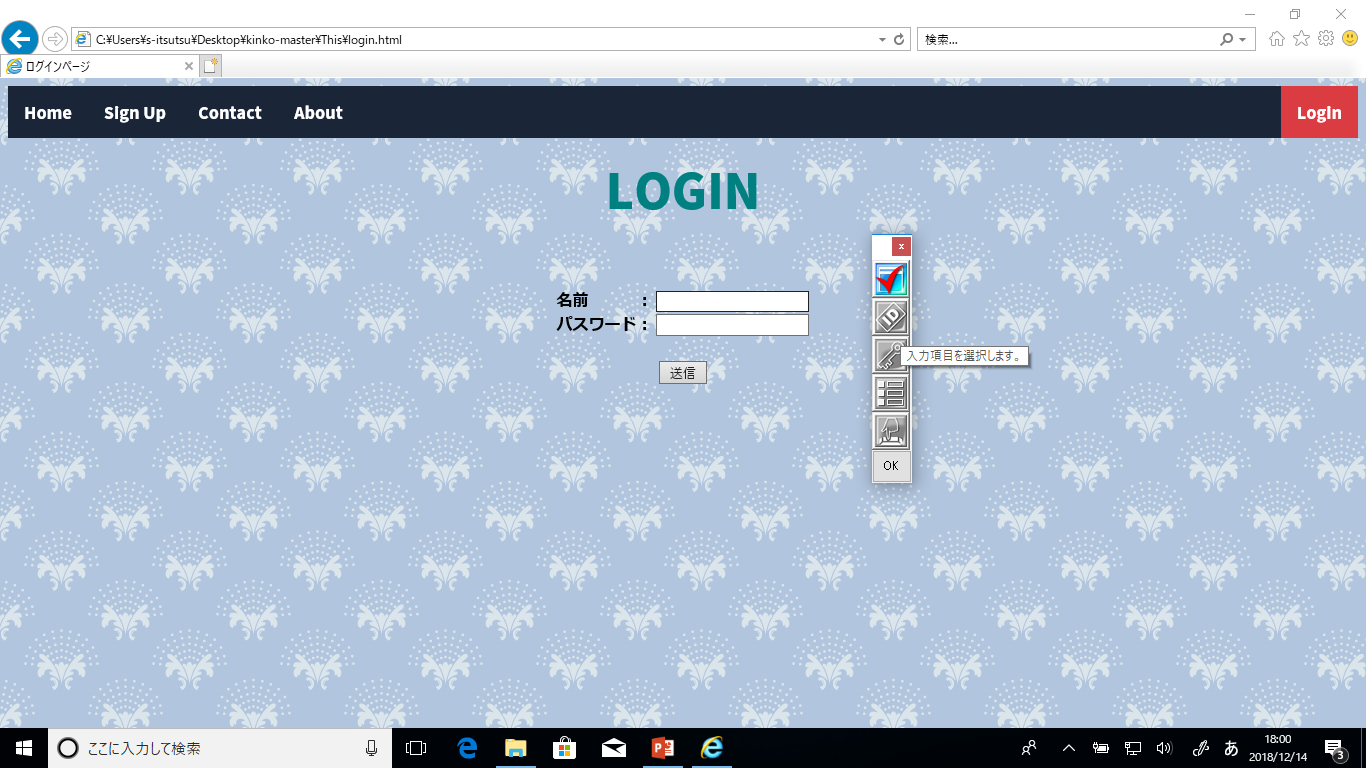 C:¥Users¥s-itsutsu¥Desktop¥kinko-master¥This¥login.html
検索...
ログインページ
Home Sign Up Contact About Login
LOGIN
名前 :
パスワード :
送信
x
ID
入力項目を選択します。
OK
ここに入力して検索
あ
18:00
2018/12/14
3